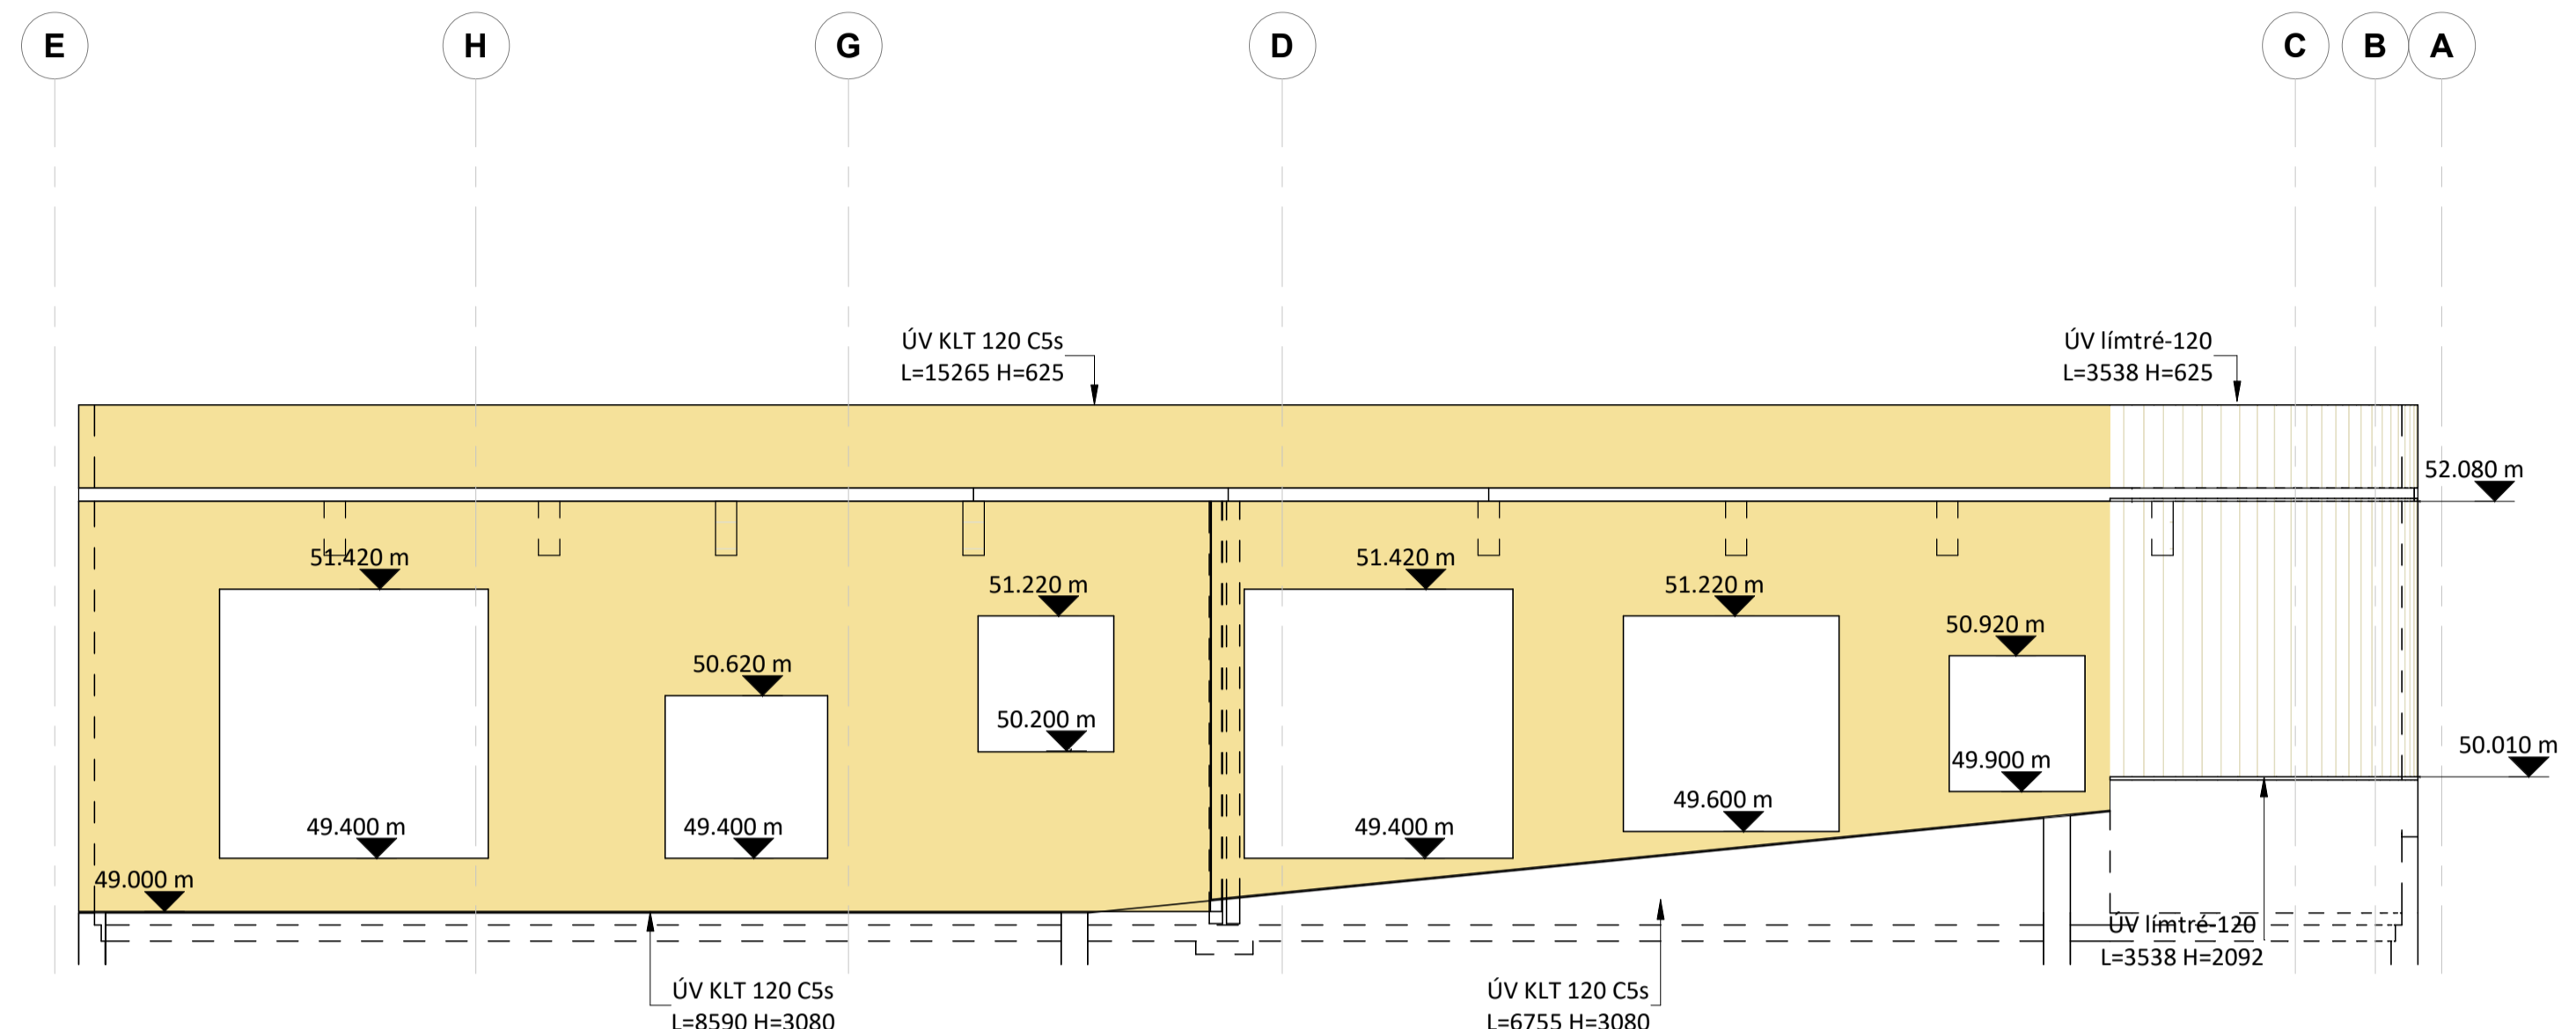 E H G D C B A
ÚV KLT 120 C5s
L=15265 H=625
ÚV límtré-120
L=3538 H=625
52.080 m
51.420 m
51.220 m
51.420 m
51.220 m
50.920 m
50.620 m
50.200 m
49.900 m
50.010 m
49.400 m
49.400 m
49.400 m
49.600 m
49.000 m
ÚV límtré-120
L=3538 H=2092
ÚV KLT 120 C5s
L=8590 H=3080
ÚV KLT 120 C5s
L=6755 H=3080